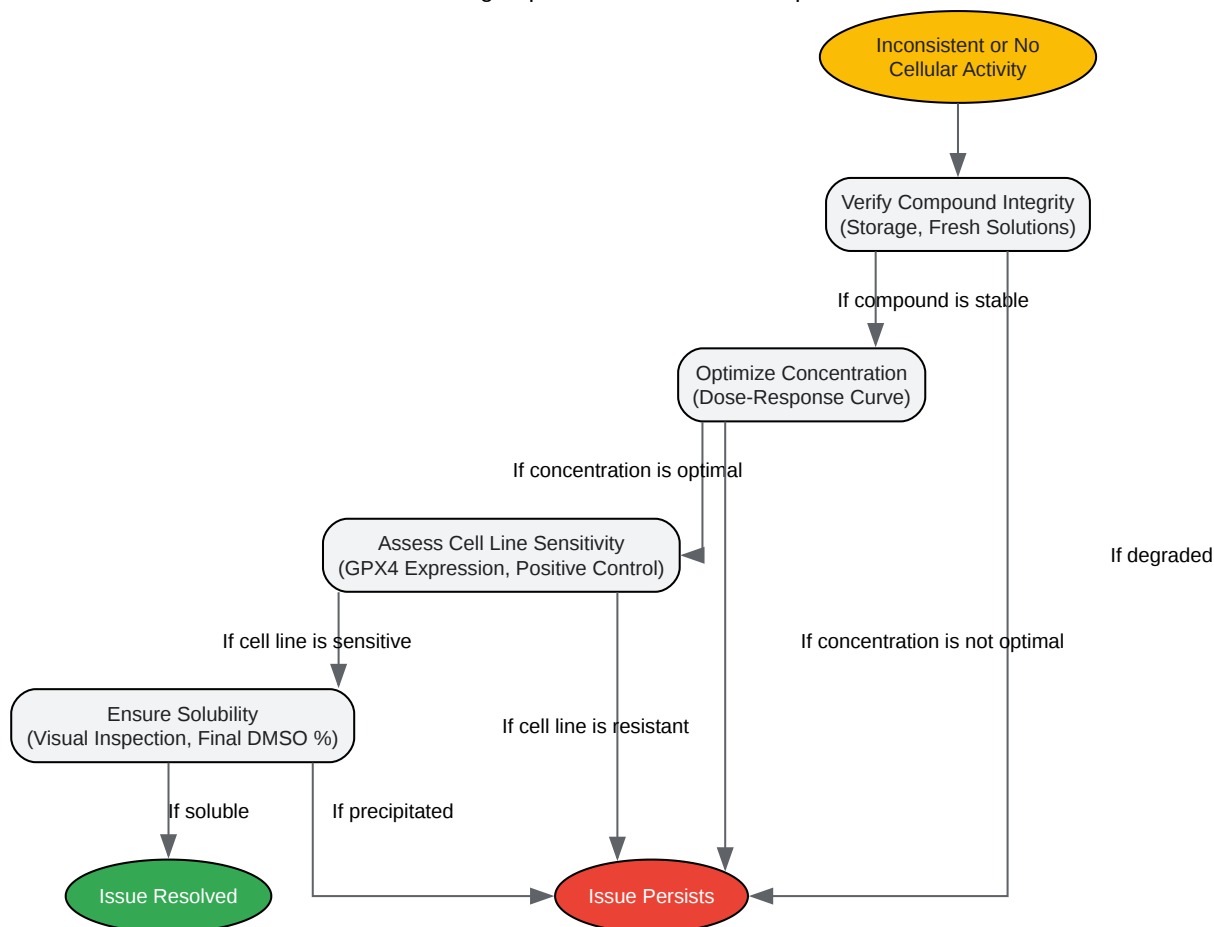 Inconsistent or No
Cellular Activity
Verify Compound Integrity
(Storage, Fresh Solutions)
If compound is stable
Optimize Concentration
(Dose-Response Curve)
If concentration is optimal
Assess Cell Line Sensitivity
(GPX4 Expression, Positive Control)
If degraded
If cell line is sensitive
If concentration is not optimal
Ensure Solubility
(Visual Inspection, Final DMSO %)
If cell line is resistant
If soluble
If precipitated
Issue Resolved
Issue Persists